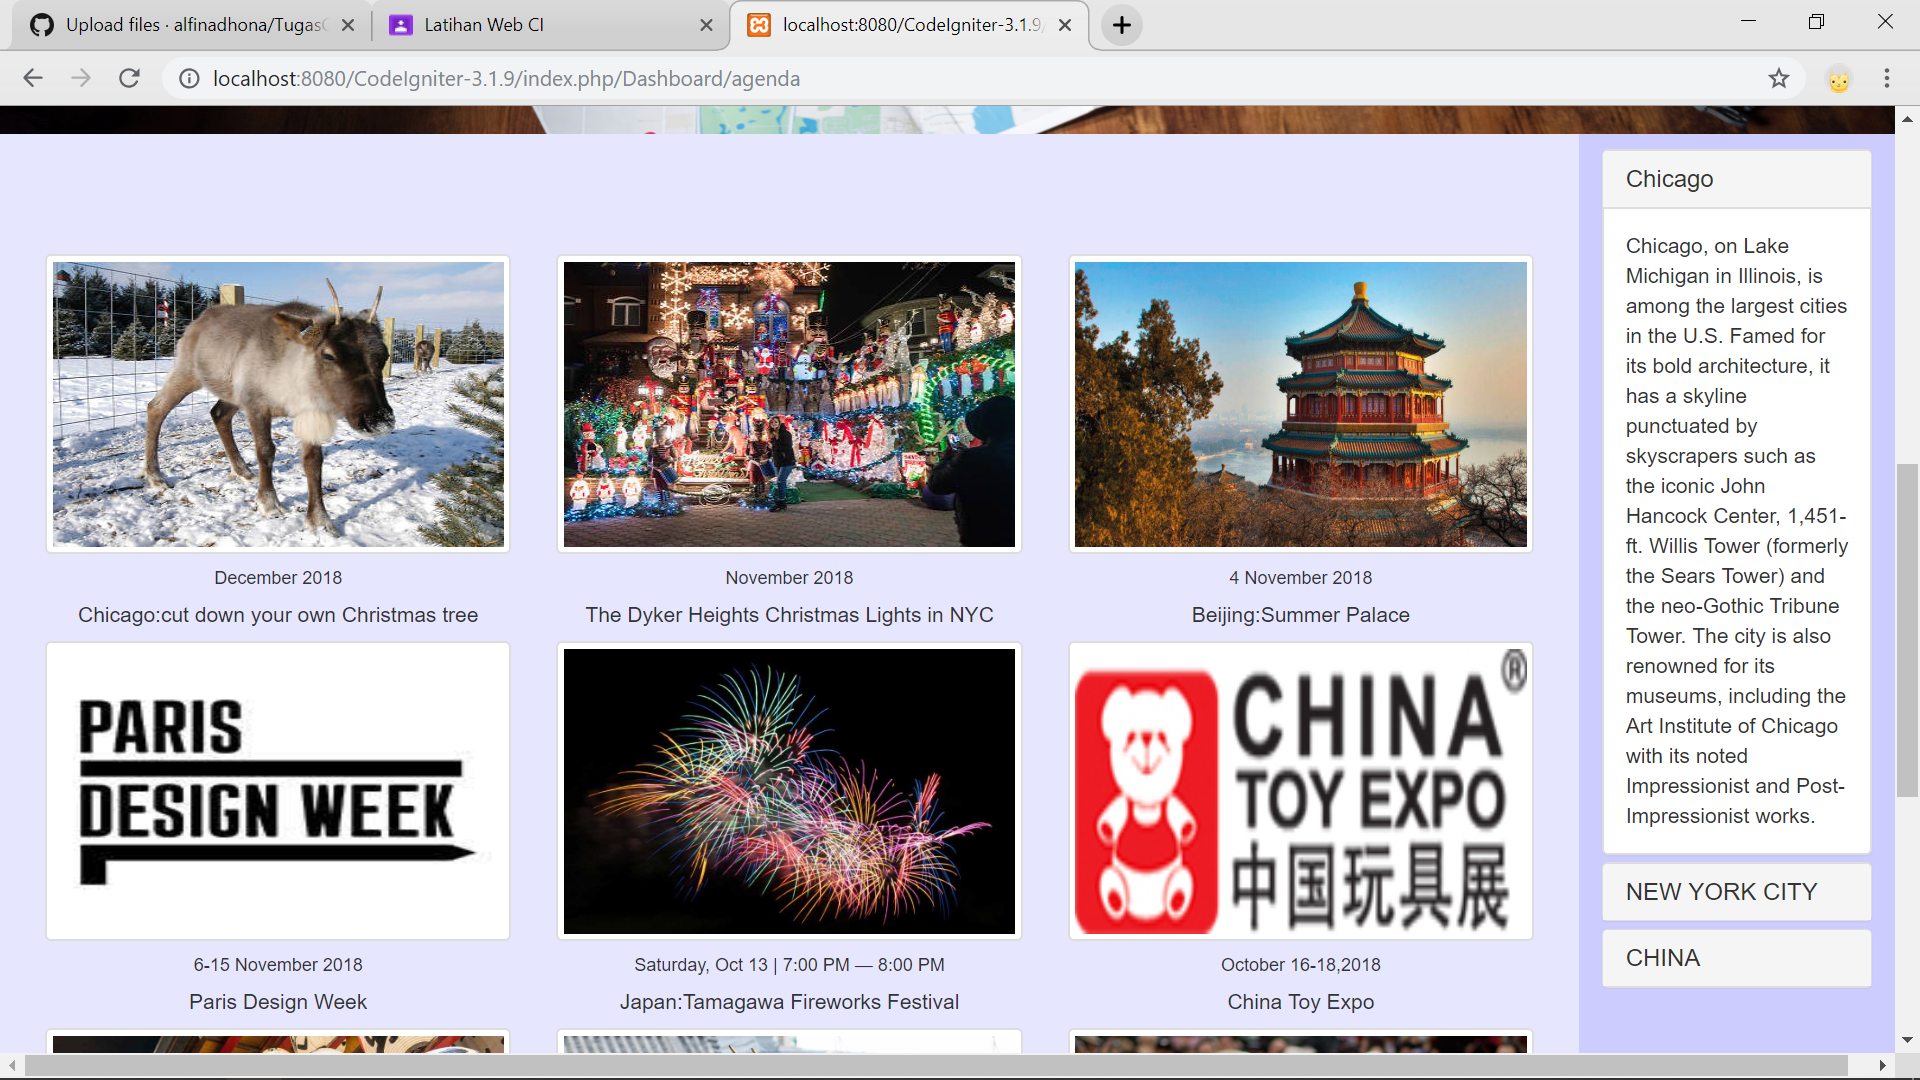 Upload files · alfinadhona/Tugas
Latihan Web CI
localhost:8080/CodeIgniter-3.1.9/
localhost:8080/CodeIgniter-3.1.9/index.php/Dashboard/agenda
December 2018
Chicago:cut down your own Christmas tree
November 2018
The Dyker Heights Christmas Lights in NYC
4 November 2018
Beijing:Summer Palace
PARIS
DESIGN WEEK
CHINA ®
TOY EXPO
中国玩具展
6-15 November 2018
Paris Design Week
Saturday, Oct 13 | 7:00 PM — 8:00 PM
Japan:Tamagawa Fireworks Festival
October 16-18,2018
China Toy Expo
Chicago
Chicago, on Lake
Michigan in Illinois, is
among the largest cities
in the U.S. Famed for
its bold architecture, it
has a skyline
punctuated by
skyscrapers such as
the iconic John
Hancock Center, 1,451-
ft. Willis Tower (formerly
the Sears Tower) and
the neo-Gothic Tribune
Tower. The city is also
renowned for its
museums, including the
Art Institute of Chicago
with its noted
Impressionist and Post-
Impressionist works.
NEW YORK CITY
CHINA